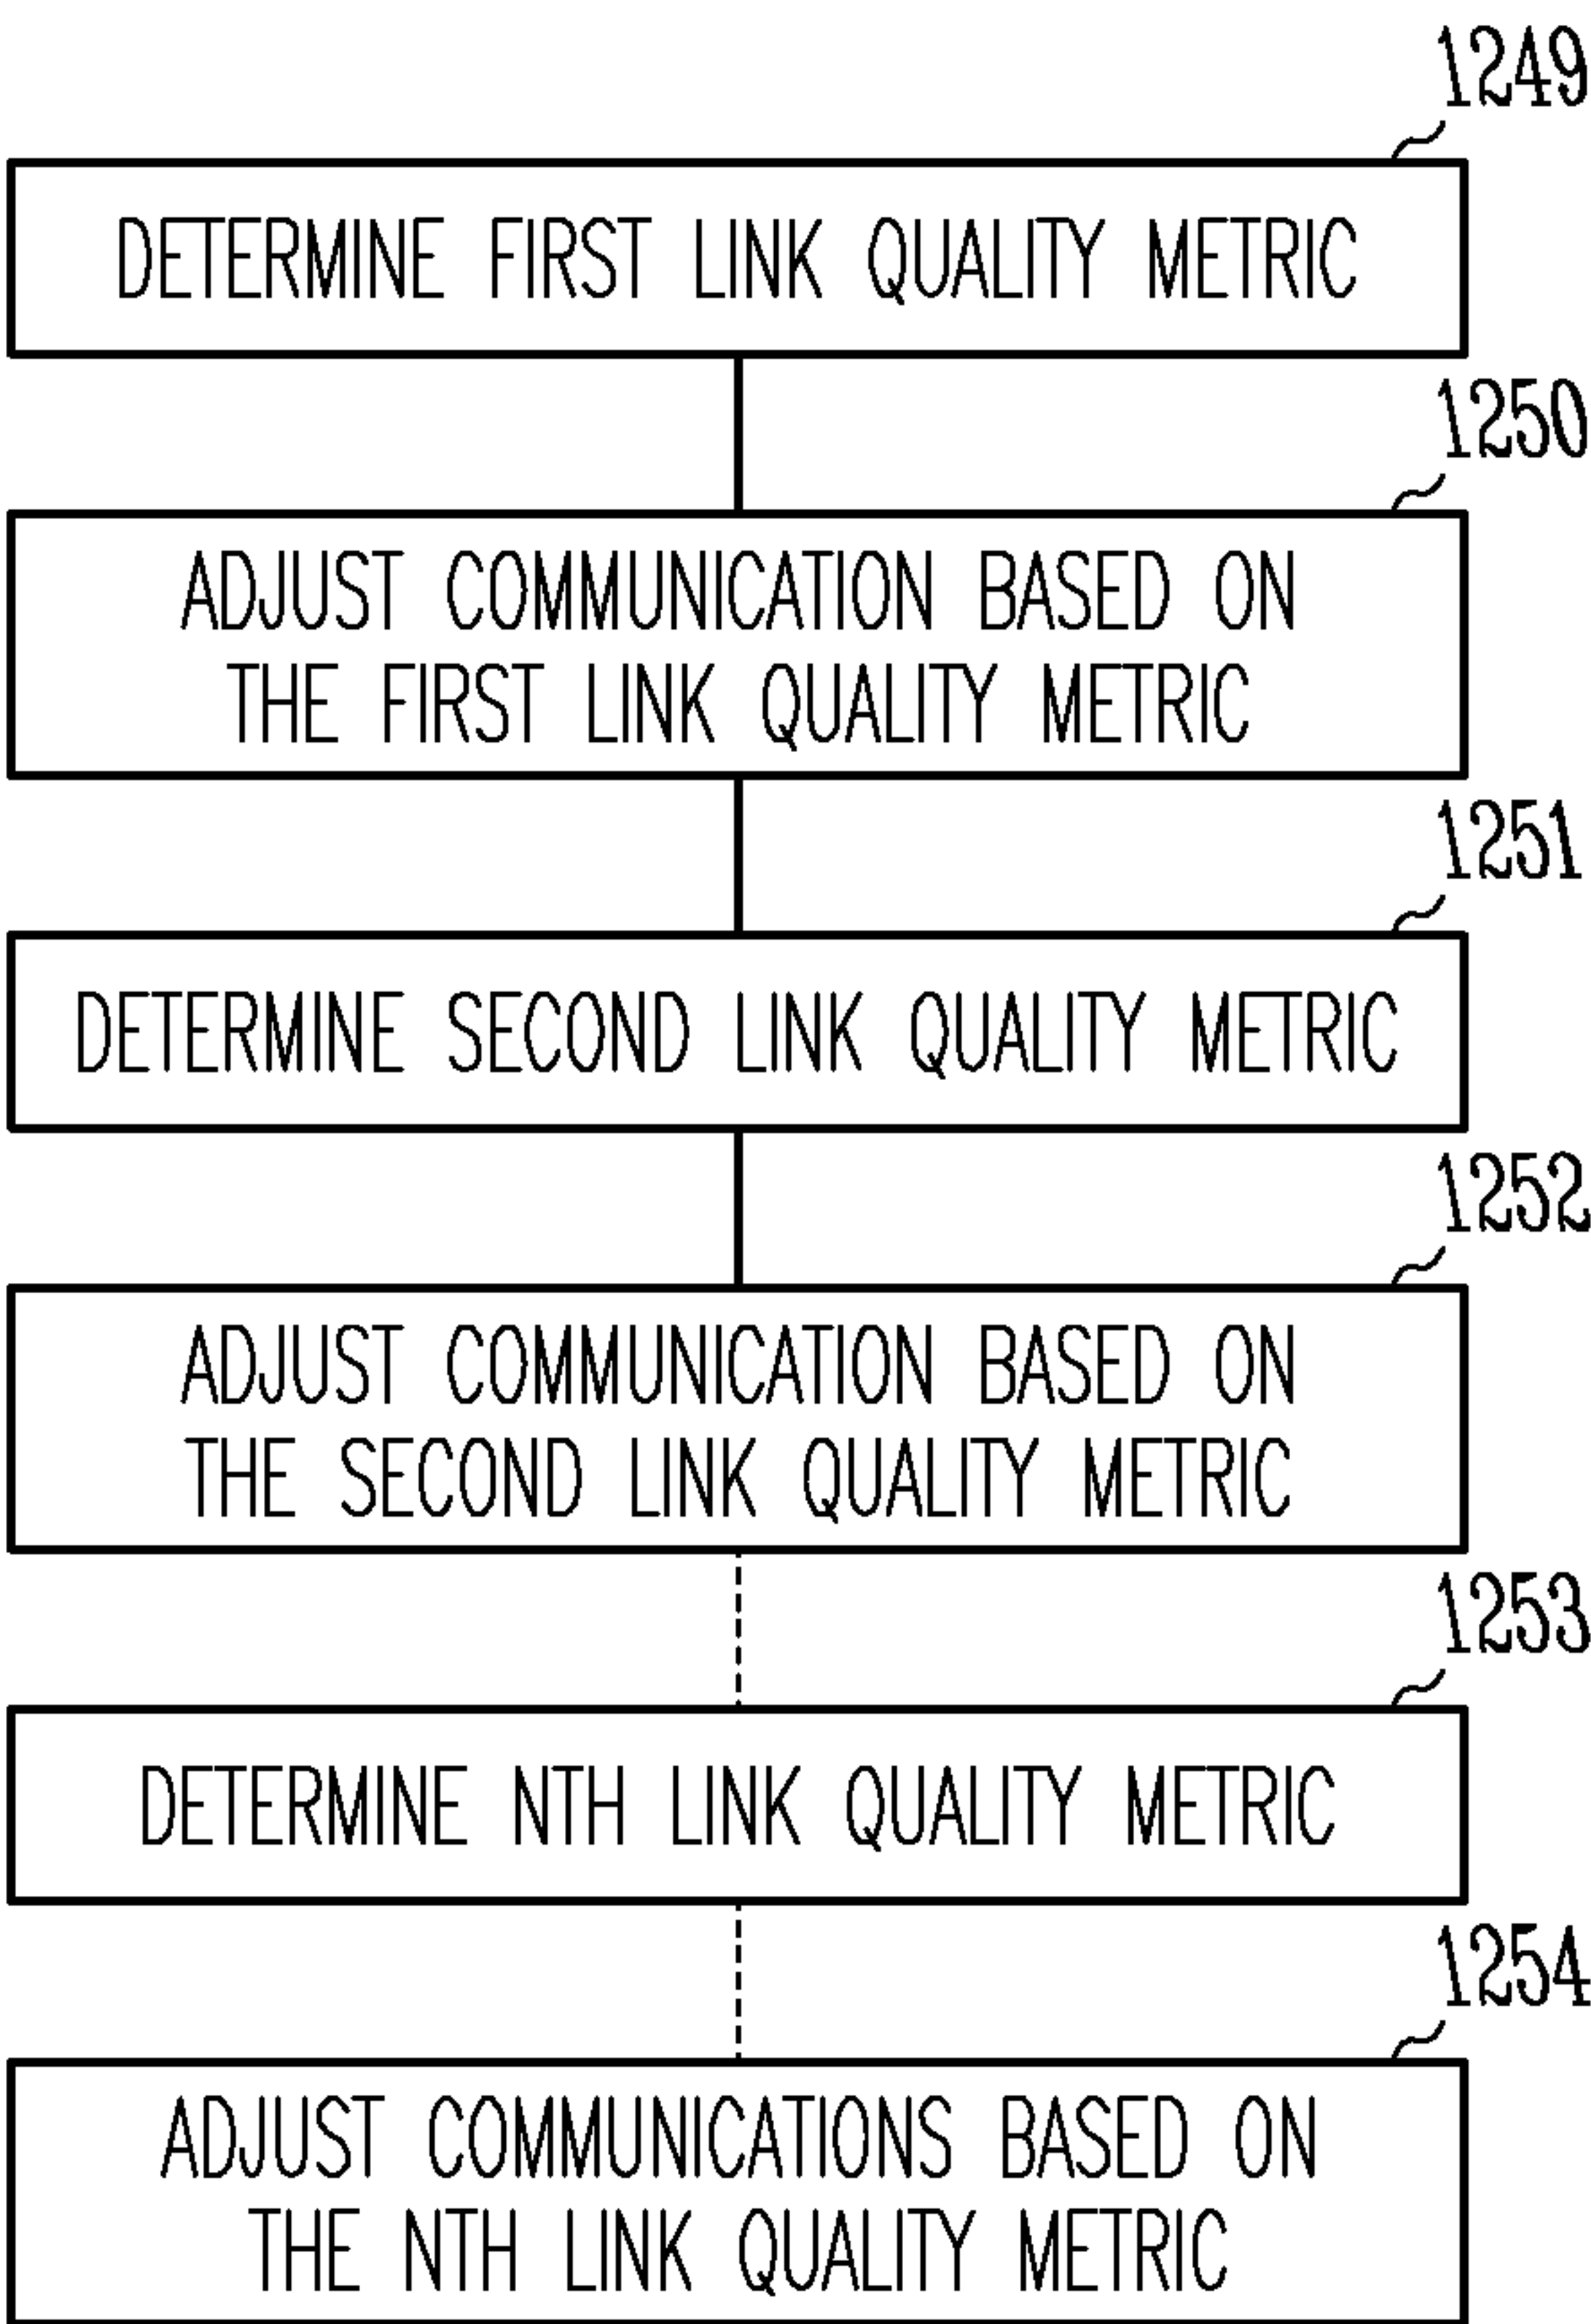 1249
DETERMINE FIRST LINK QUALITY METRIC
1250
ADJUST COMMUNICATION BASED ON
THE FIRST LINK QUALITY METRIC
1251
DETERMINE SECOND LINK QUALITY METRIC
1252
ADJUST COMMUNICATION BASED ON
THE SECOND LINK QUALITY METRIC
1253
DETERMINE NTH LINK QUALITY METRIC
1254
ADJUST COMMUNICATIONS BASED ON
THE NTH LINK QUALITY METRIC